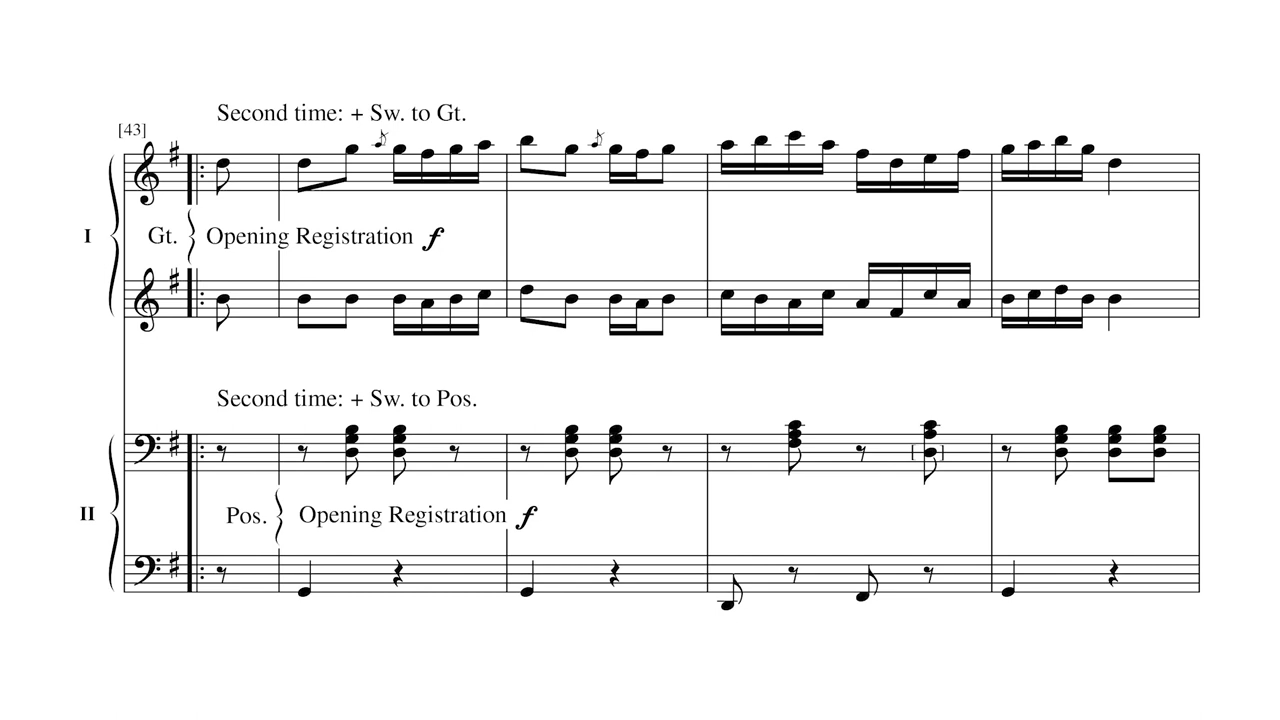 Second time: + Sw. to Gt.
[43]
I
Gt. Opening Registration f
Second time: + Sw. to Pos.
II
Pos. Opening Registration f